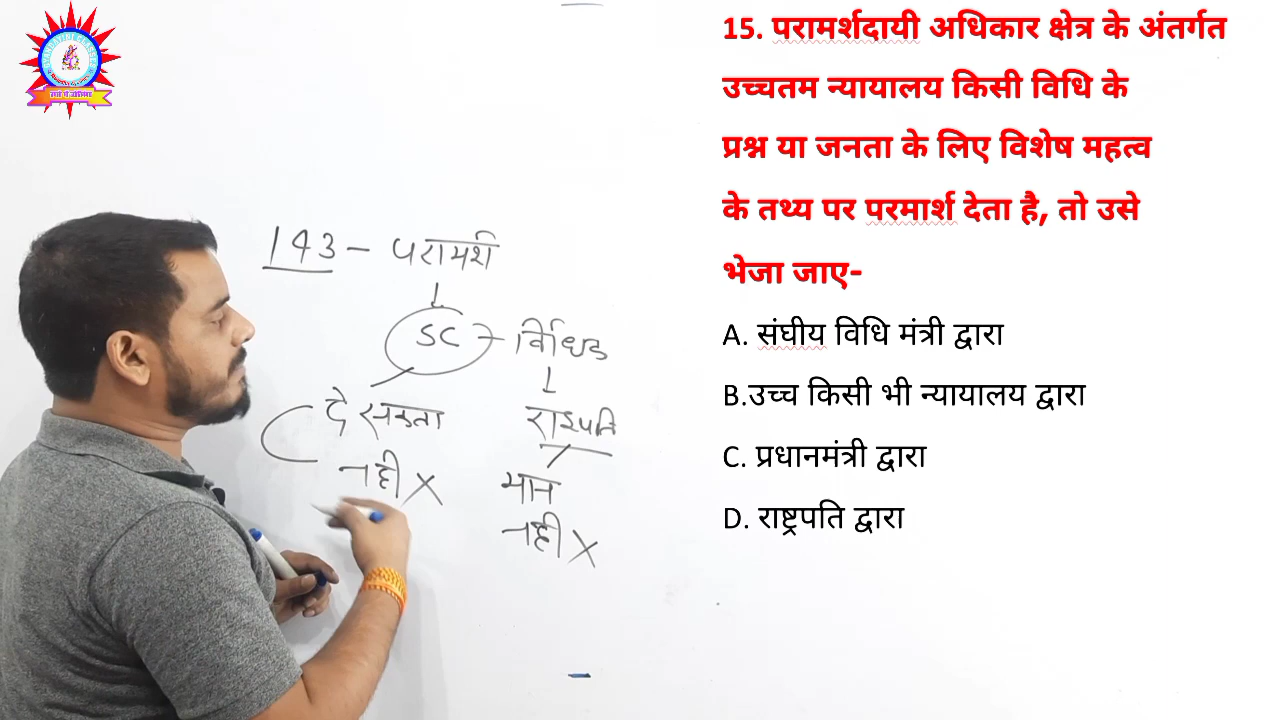 15. परामर्शदायी अधिकार क्षेत्र के अंतर्गत
उच्चतम न्यायालय किसी विधि के
प्रश्न या जनता के लिए विशेष महत्व
के तथ्य पर परमार्श देता है, तो उसे
भेजा जाए-
A. संघीय विधि मंत्री द्वारा
B.उच्च किसी भी न्यायालय द्वारा
C. प्रधानमंत्री द्वारा
D. राष्ट्रपति द्वारा
143 – परामर्श
SC –
दे सकता
नही X
मान
नही X